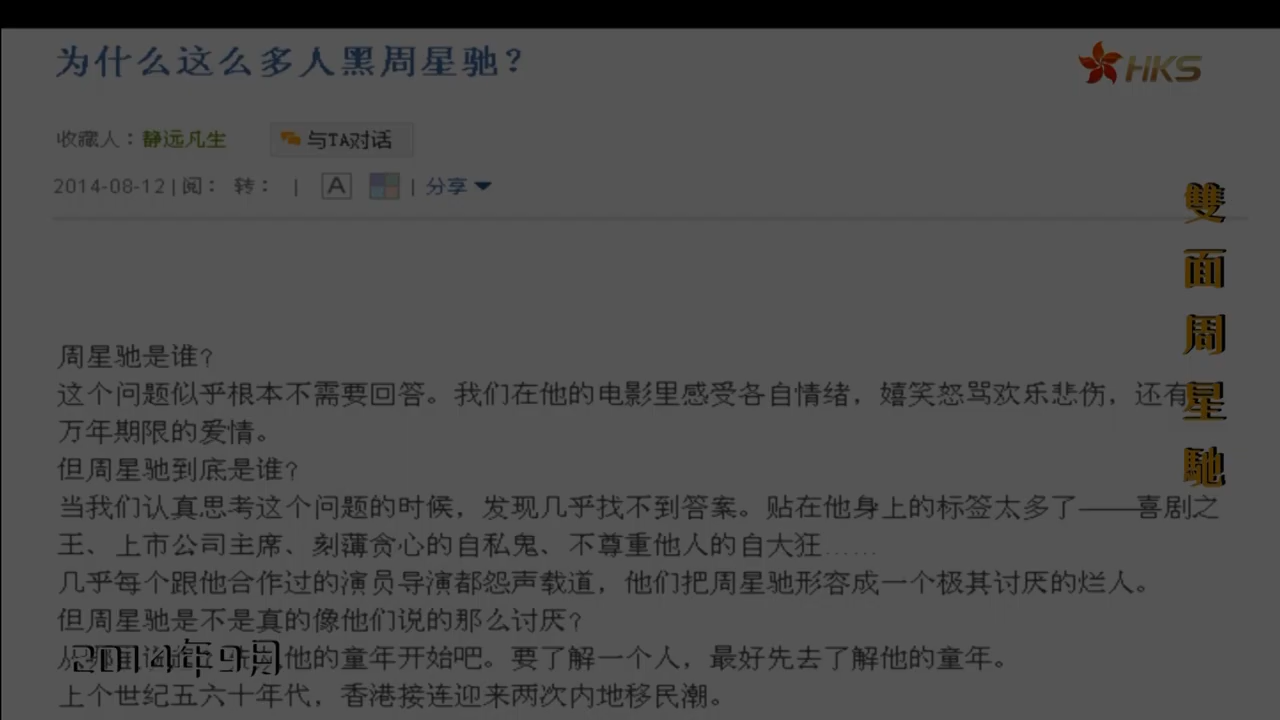 为什么这么多人黑周星驰？
HKS
收藏人：静远凡生 与TA对话
2014-08-12 | 阅： 转： | A | 分享
雙面周星馳
周星驰是谁？
这个问题似乎根本不需要回答。我们在他的电影里感受各自情绪，嬉笑怒骂欢乐悲伤，还有
万年期限的爱情。
但周星驰到底是谁？
当我们认真思考这个问题的时候，发现几乎找不到答案。贴在他身上的标签太多了——喜剧之
王、上市公司主席、刻薄贪心的自私鬼、不尊重他人的自大狂……
几乎每个跟他合作过的演员导演都怨声载道，他们把周星驰形容成一个极其讨厌的烂人。
但周星驰是不是真的像他们说的那么讨厌？
从 他的童年开始吧。要了解一个人，最好先去了解他的童年。
2014年9月
上个世纪五六十年代，香港接连迎来两次内地移民潮。